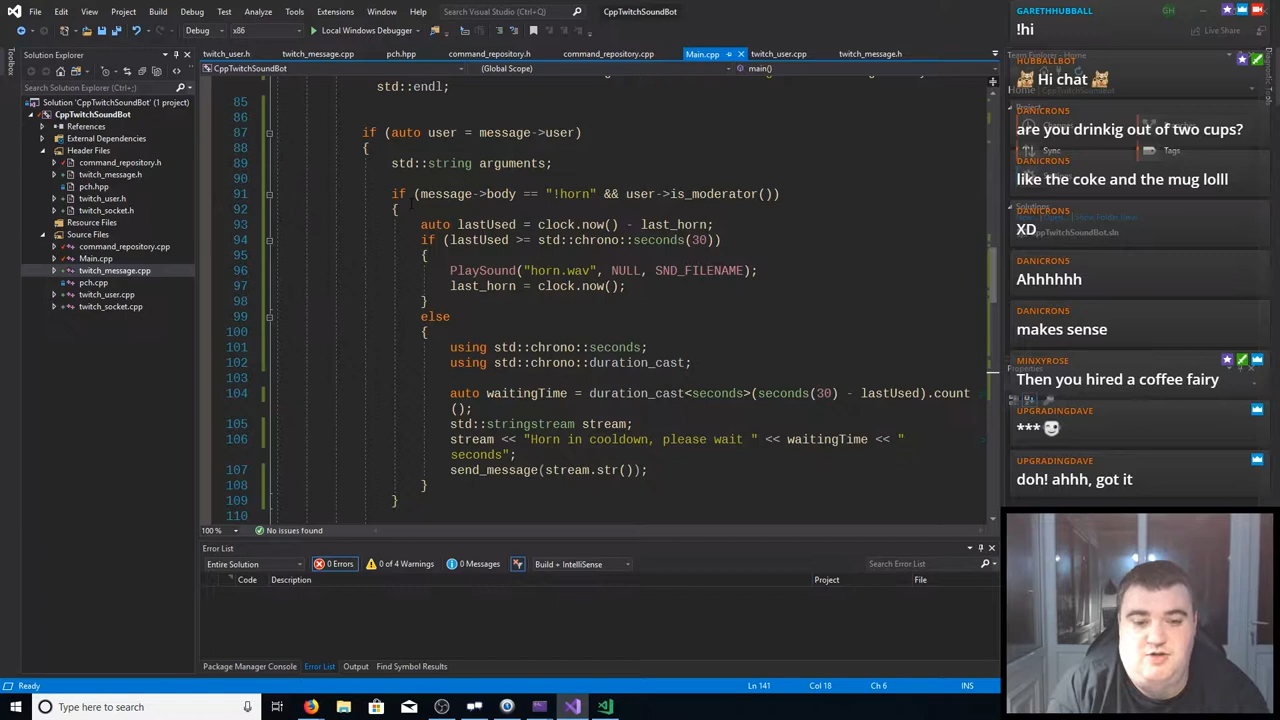 File Edit View Project Build Debug Test Analyze Tools Extensions Window Help Search Visual Studio (Ctrl+Q) CppTwitchSoundBot
Debug x86 Local Windows Debugger Live Share
Toolbox
Solution Explorer
Search Solution Explorer (Ctrl+;)
Solution 'CppTwitchSoundBot' (1 project)
CppTwitchSoundBot
References
External Dependencies
Header Files
command_repository.h
twitch_message.h
pch.hpp
twitch_user.h
twitch_socket.h
Resource Files
Source Files
command_repository.cpp
Main.cpp
twitch_message.cpp
pch.cpp
twitch_user.cpp
twitch_socket.cpp
twitch_user.h twitch_message.cpp pch.hpp command_repository.h command_repository.cpp Main.cpp twitch_user.cpp twitch_message.h
CppTwitchSoundBot (Global Scope) main()
std::endl;
85
86
87 if (auto user = message->user)
88 {
89 std::string arguments;
90
91 if (message->body == "!horn" && user->is_moderator())
92 {
93 auto lastUsed = clock.now() - last_horn;
94 if (lastUsed >= std::chrono::seconds(30))
95 {
96 PlaySound("horn.wav", NULL, SND_FILENAME);
97 last_horn = clock.now();
98 }
99 else
100 {
101 using std::chrono::seconds;
102 using std::chrono::duration_cast;
103
104 auto waitingTime = duration_cast<seconds>(seconds(30) - lastUsed).count
();
105 std::stringstream stream;
106 stream << "Horn in cooldown, please wait " << waitingTime << "
seconds";
107 send_message(stream.str());
108 }
109 }
110
100 % No issues found
Error List
Entire Solution 0 Errors 0 of 4 Warnings 0 Messages Build + IntelliSense Search Error List
Code Description Project File
Package Manager Console Error List Output Find Symbol Results
Ready Ln 141 Col 18 Ch 6 INS
Type here to search
GARETHHUBBALL GH
!hi
Team Explorer - Home
HUBBALLBOT
Hi chat
DANICRON5
are you drinkig out of two cups?
Sync Tags
DANICRON5
like the coke and the mug lolll
Solutions
DANICRON5
XD
CppTwitchSoundBot.sln
DANICRON5
Ahhhhhh
DANICRON5
makes sense
MINXYROSE
Properties
Then you hired a coffee fairy
UPGRADINGDAVE
***
UPGRADINGDAVE
doh! ahhh, got it
Diagnostic Tools